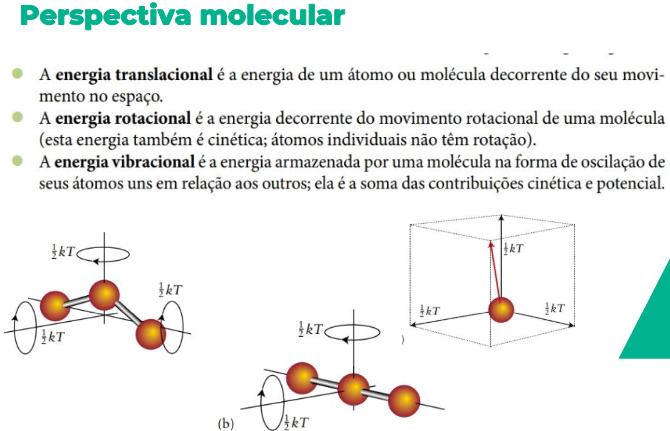 Perspectiva molecular
A energia translacional é a energia de um átomo ou molécula decorrente do seu movi-
mento no espaço.
A energia rotacional é a energia decorrente do movimento rotacional de uma molécula
(esta energia também é cinética; átomos individuais não têm rotação).
A energia vibracional é a energia armazenada por uma molécula na forma de oscilação de
seus átomos uns em relação aos outros; ela é a soma das contribuições cinética e potencial.
½kT
½kT
½kT
½kT
½kT
½kT
)
½kT
½kT
(b)